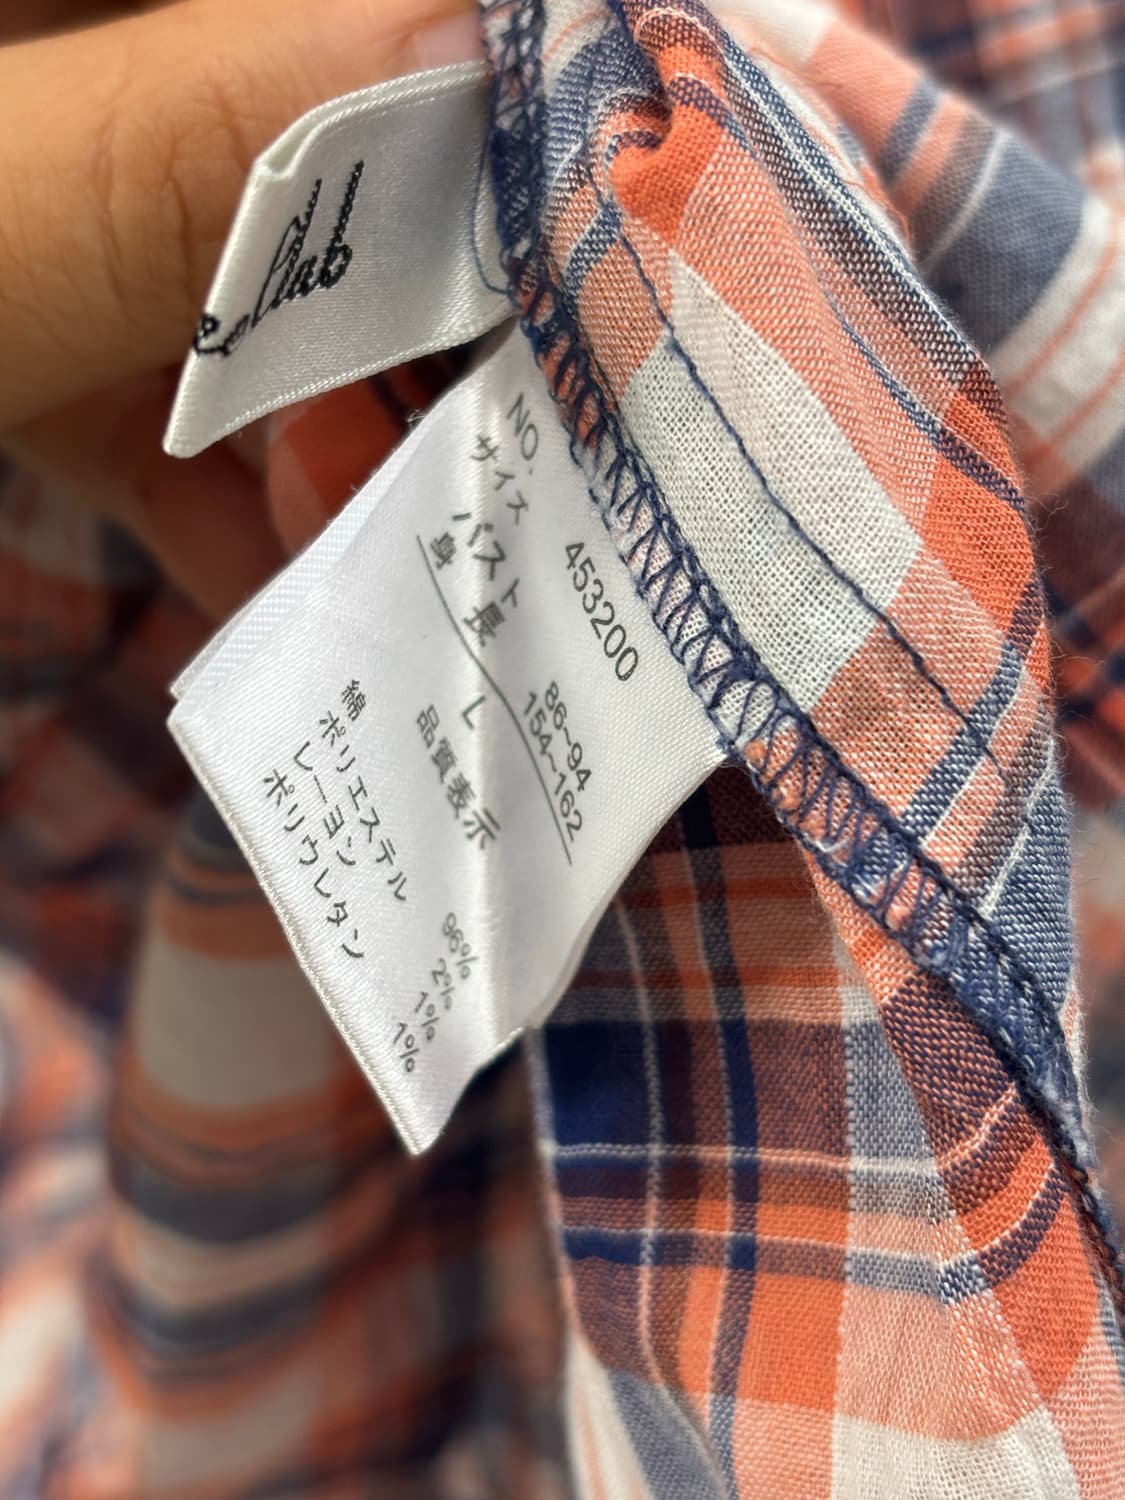 Club
NO. 453200
サイズ
バスト 86~94
身長 154~162
L
品質表示
綿 96%
ポリエステル 2%
レーヨン 1%
ポリウレタン 1%